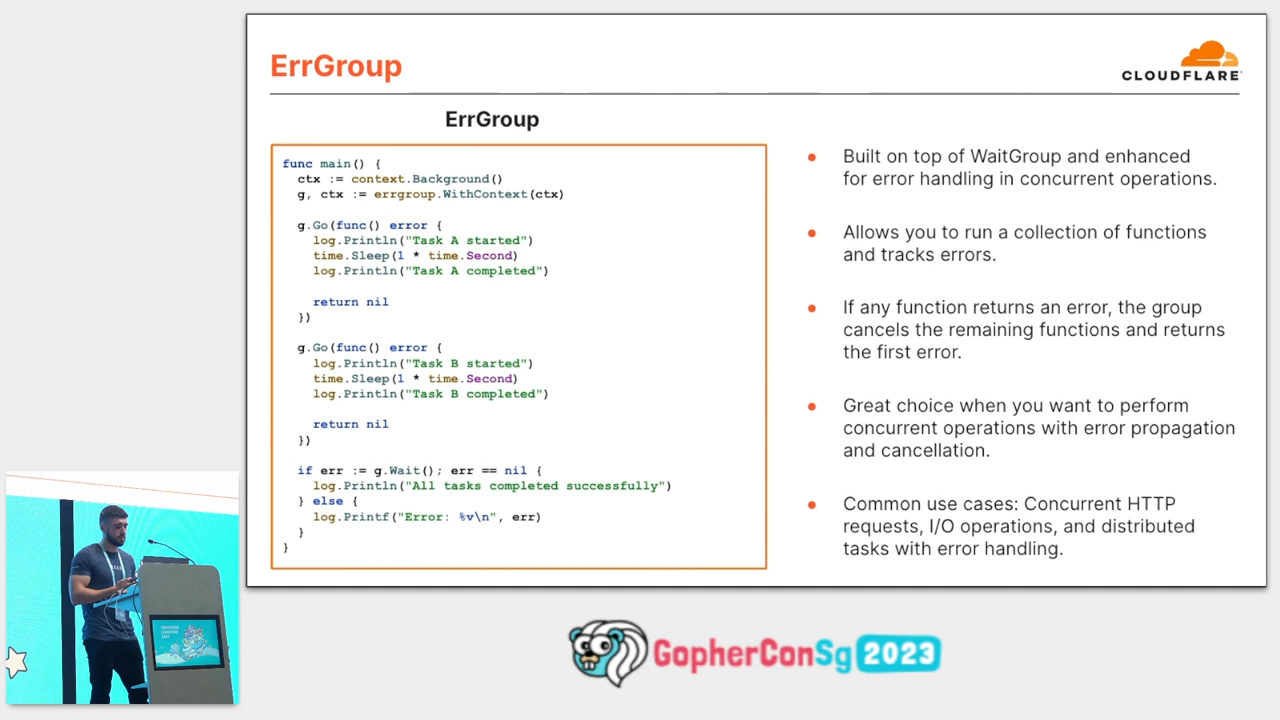 ErrGroup
CLOUDFLARE
ErrGroup
func main() {
  ctx := context.Background()
  g, ctx := errgroup.WithContext(ctx)

  g.Go(func() error {
    log.Println("Task A started")
    time.Sleep(1 * time.Second)
    log.Println("Task A completed")

    return nil
  })

  g.Go(func() error {
    log.Println("Task B started")
    time.Sleep(1 * time.Second)
    log.Println("Task B completed")

    return nil
  })

  if err := g.Wait(); err == nil {
    log.Println("All tasks completed successfully")
  } else {
    log.Printf("Error: %v\n", err)
  }
}
• Built on top of WaitGroup and enhanced
for error handling in concurrent operations.
• Allows you to run a collection of functions
and tracks errors.
• If any function returns an error, the group
cancels the remaining functions and returns
the first error.
• Great choice when you want to perform
concurrent operations with error propagation
and cancellation.
• Common use cases: Concurrent HTTP
requests, I/O operations, and distributed
tasks with error handling.
GopherConSg 2023